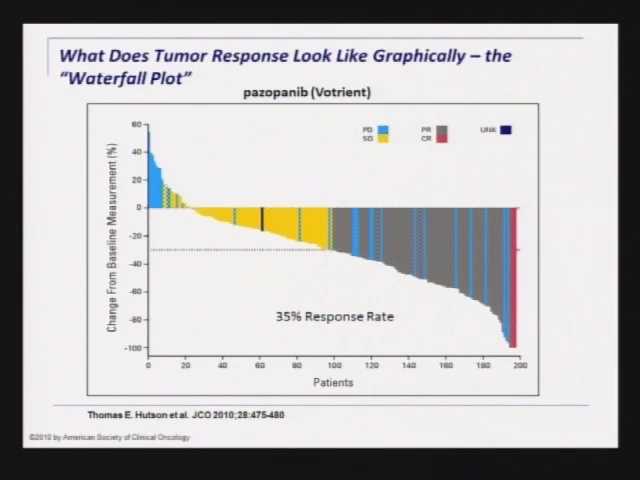 What Does Tumor Response Look Like Graphically – the
“Waterfall Plot”
pazopanib (Votrient)
PD
SD
PR
CR
UNK
Change From Baseline Measurement (%)
60
40
20
0
-20
-40
-60
-80
-100
35% Response Rate
0 20 40 60 80 100 120 140 160 180 200
Patients
Thomas E. Hutson et al. JCO 2010;28:475-480
©2010 by American Society of Clinical Oncology